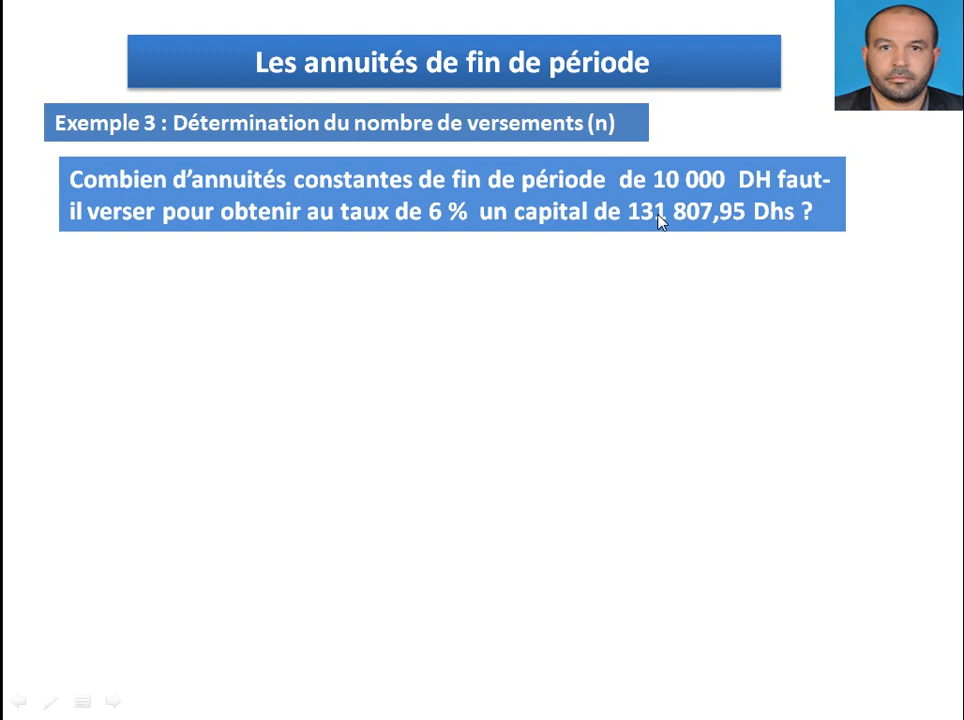 Les annuités de fin de période
Exemple 3 : Détermination du nombre de versements (n)
Combien d’annuités constantes de fin de période de 10 000 DH faut-
il verser pour obtenir au taux de 6 % un capital de 131 807,95 Dhs ?